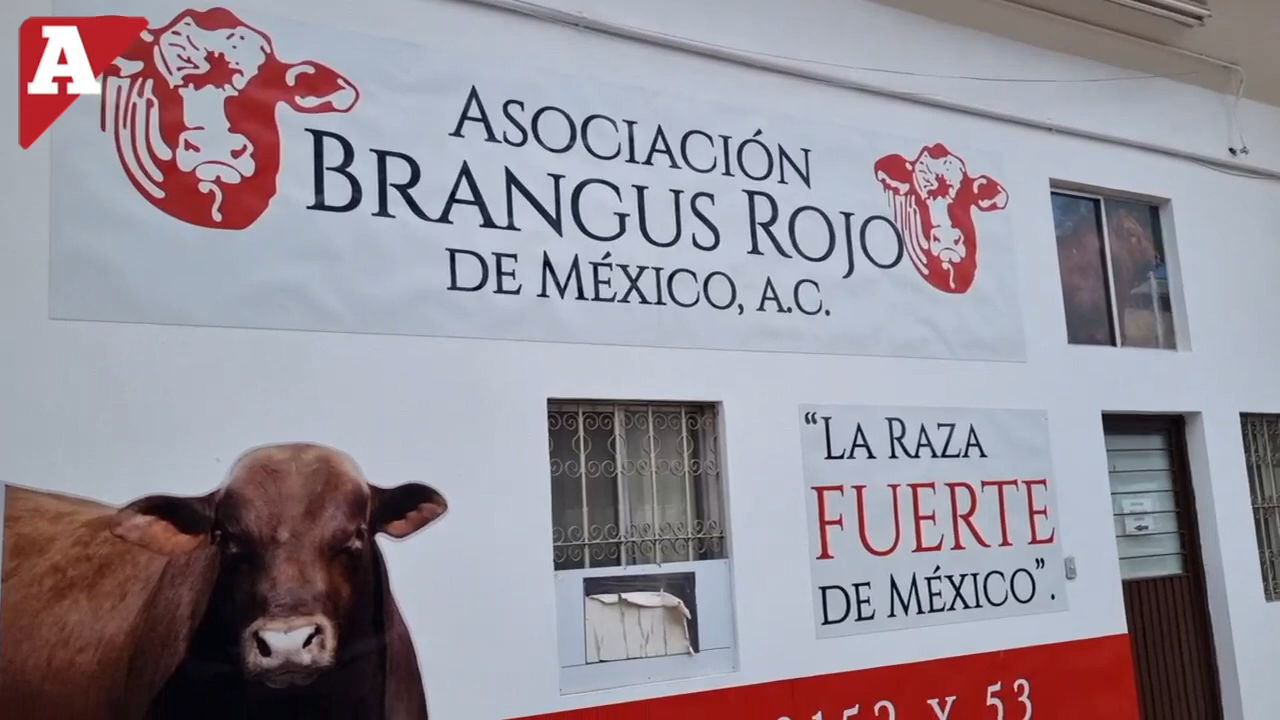 A
ASOCIACIÓN
BRANGUS ROJO
DE MÉXICO, A.C.
“LA RAZA
FUERTE
DE MÉXICO”.
Y 53